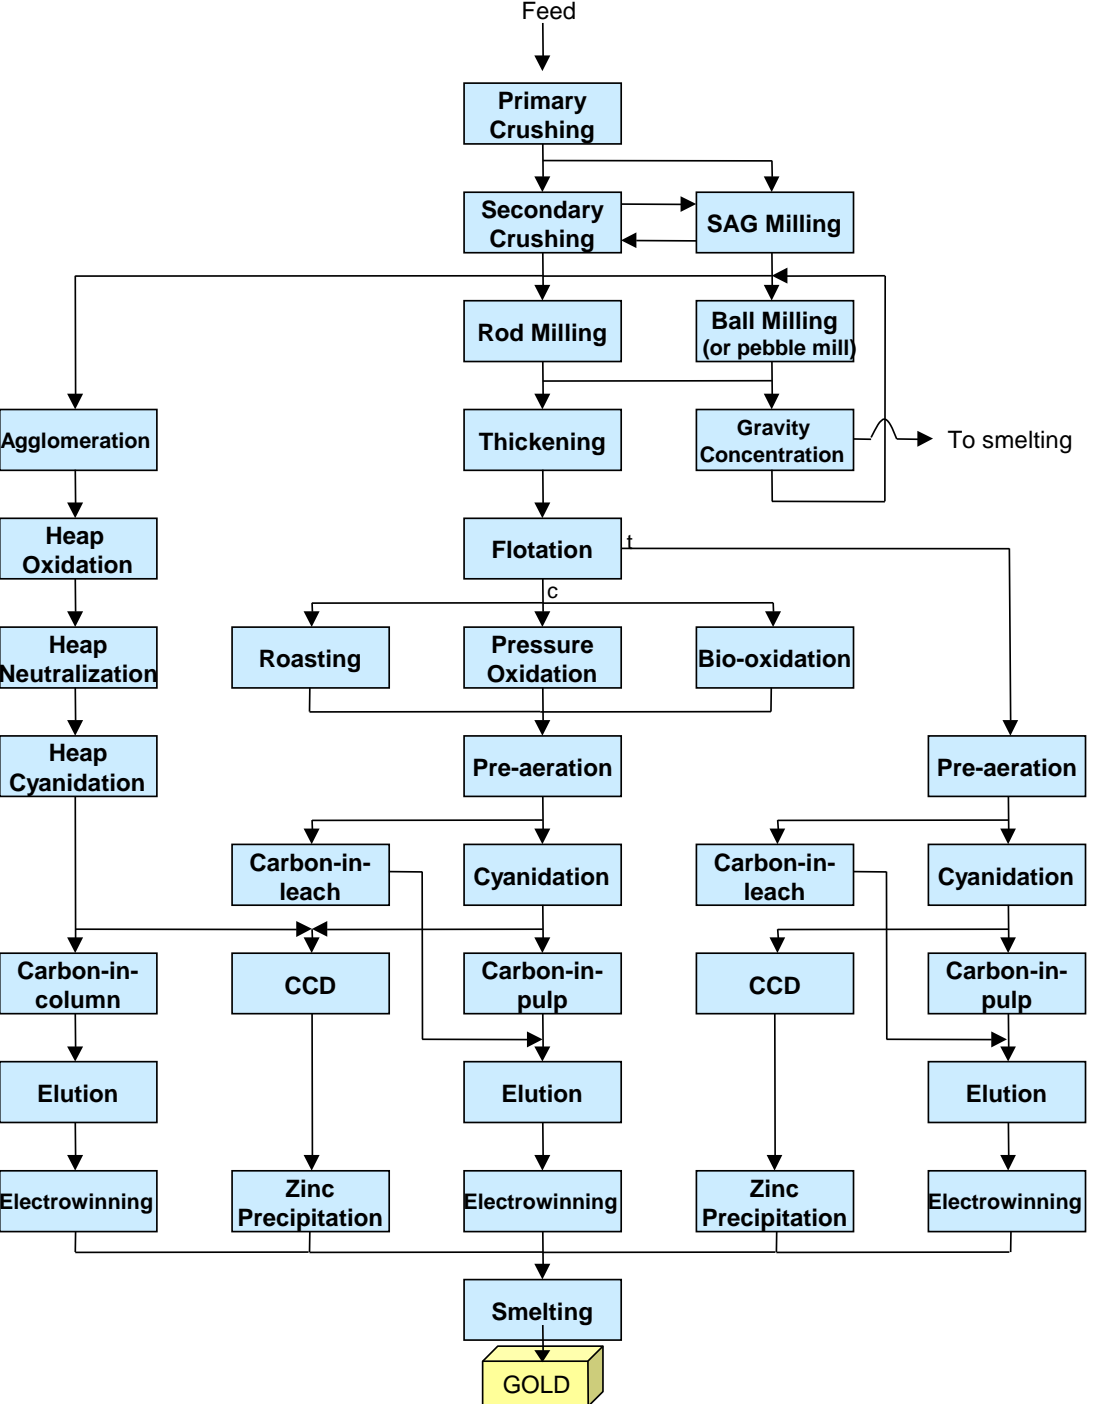 Feed
Primary
Crushing
Secondary
Crushing
SAG Milling
Rod Milling
Ball Milling
(or pebble mill)
Agglomeration
Thickening
Gravity
Concentration
To smelting
Heap
Oxidation
Flotation
t
c
Heap
Neutralization
Roasting
Pressure
Oxidation
Bio-oxidation
Heap
Cyanidation
Pre-aeration
Pre-aeration
Carbon-in-
leach
Cyanidation
Carbon-in-
leach
Cyanidation
Carbon-in-
column
CCD
Carbon-in-
pulp
CCD
Carbon-in-
pulp
Elution
Elution
Elution
Electrowinning
Zinc
Precipitation
Electrowinning
Zinc
Precipitation
Electrowinning
Smelting
GOLD